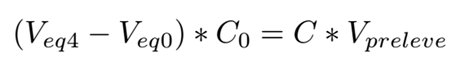 (V_{eq4} − V_{eq0}) ∗ C_0 = C ∗ V_{preleve}